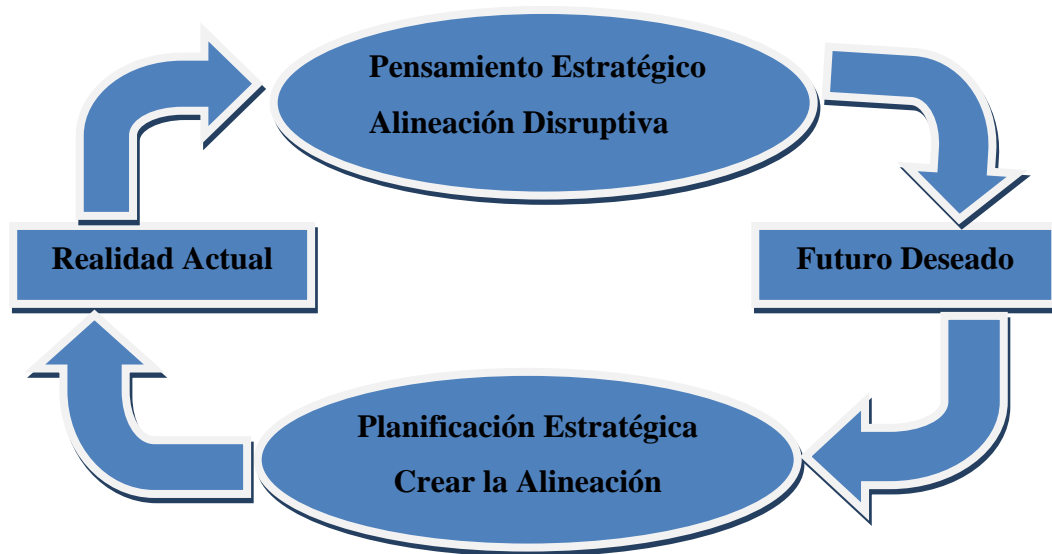 Pensamiento Estratégico
Alineación Disruptiva
Realidad Actual
Futuro Deseado
Planificación Estratégica
Crear la Alineación